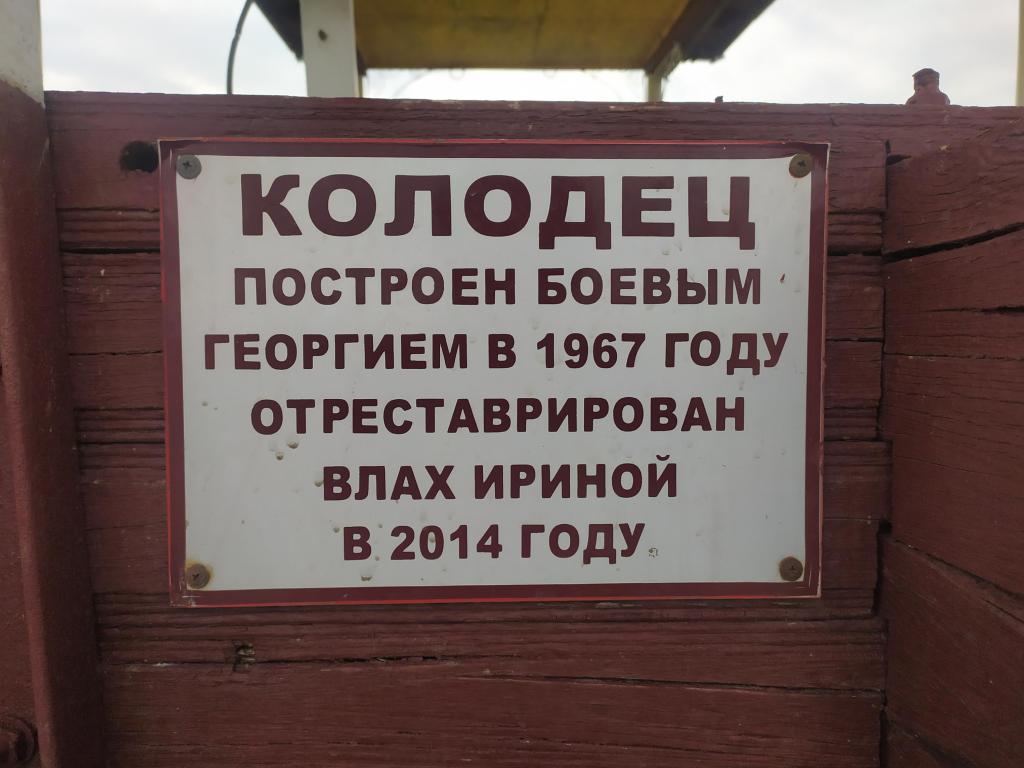 КОЛОДЕЦ
ПОСТРОЕН БОЕВЫМ
ГЕОРГИЕМ В 1967 ГОДУ
ОТРЕСТАВРИРОВАН
ВЛАХ ИРИНОЙ
В 2014 ГОДУ